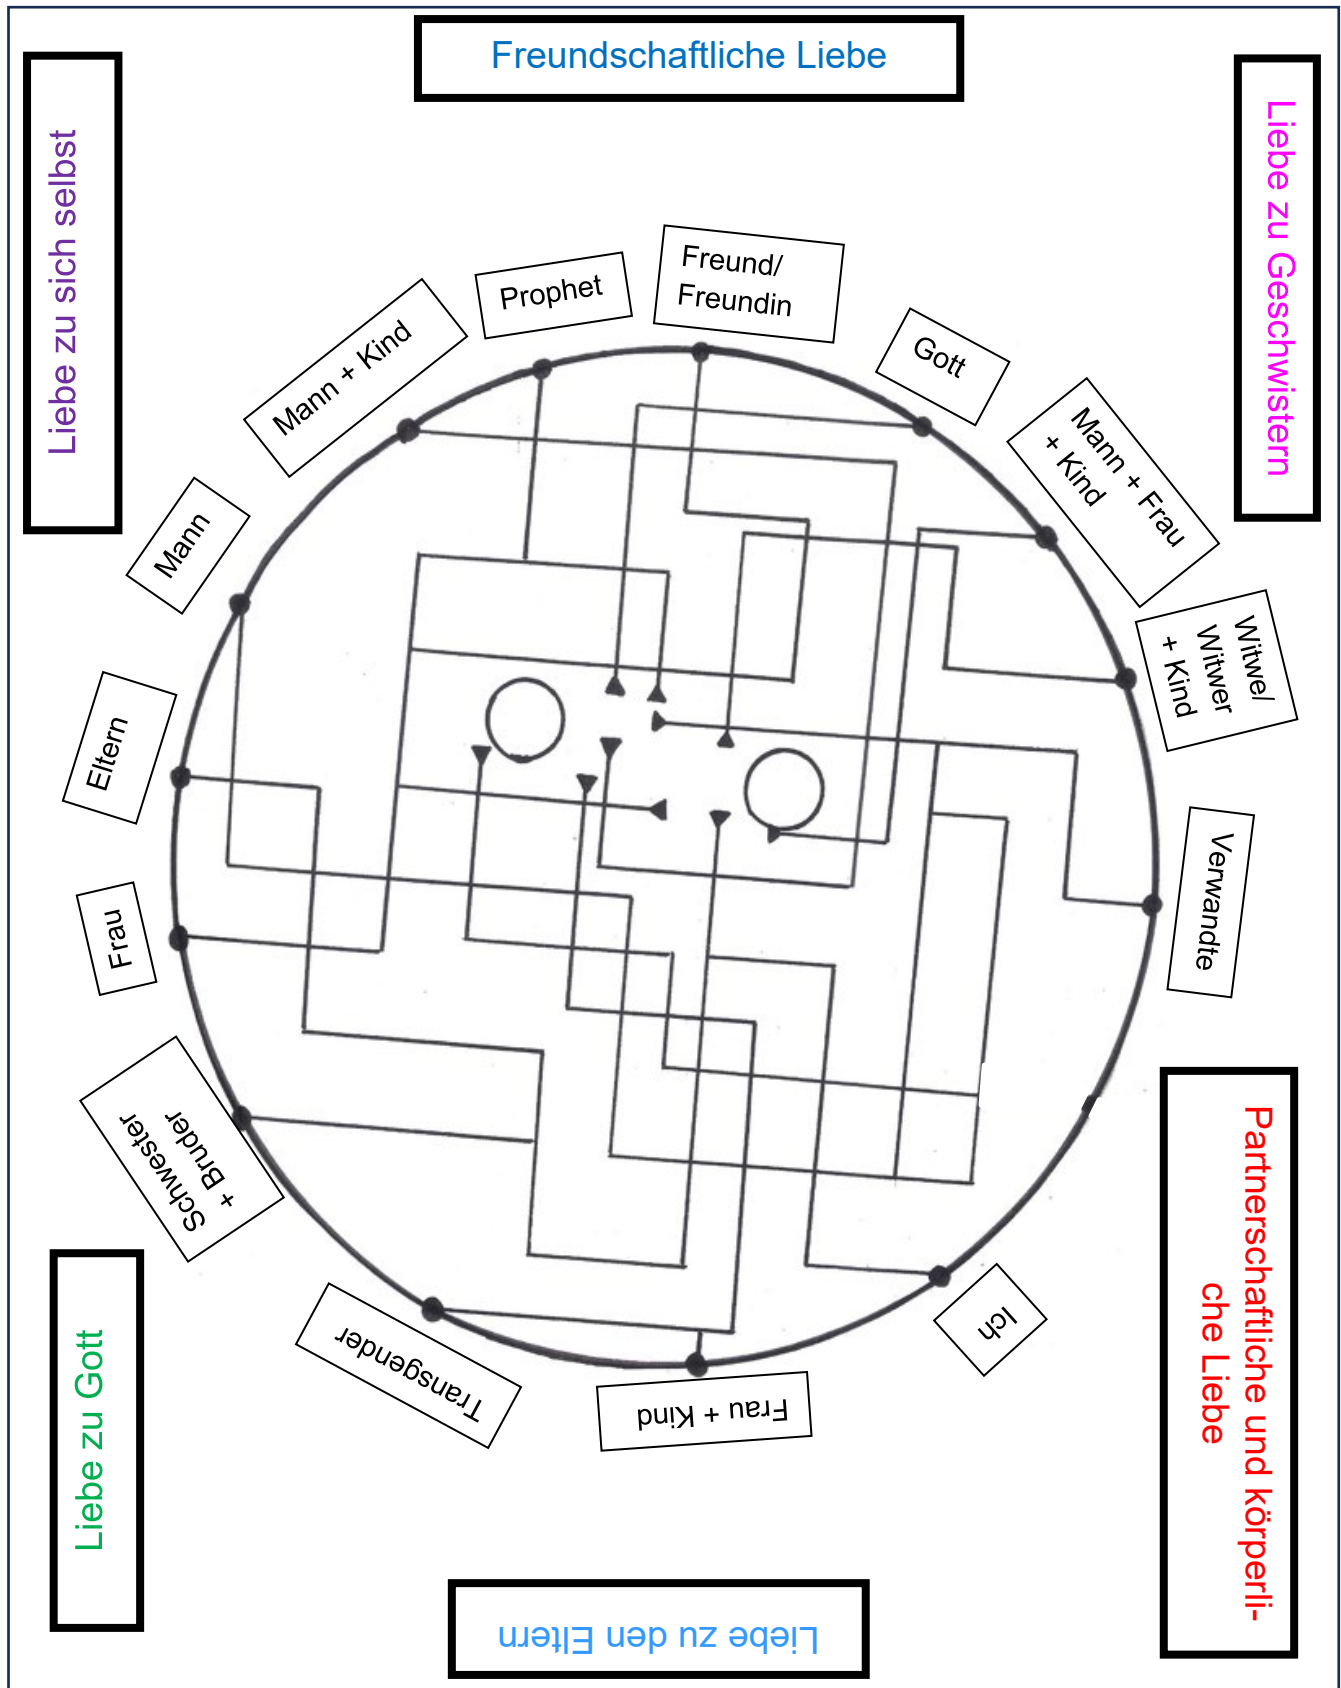 Freundschaftliche Liebe
Liebe zu sich selbst
Liebe zu Geschwistern
Prophet
Freund/
Freundin
Mann + Kind
Gott
Mann + Frau
+ Kind
Mann
Witwe/
Witwer
+ Kind
Eltern
Verwandte
Frau
Schwester
+ Bruder
Partnerschaftliche und körperli-
che Liebe
Ich
Transgender
Frau + Kind
Liebe zu Gott
Liebe zu den Eltern